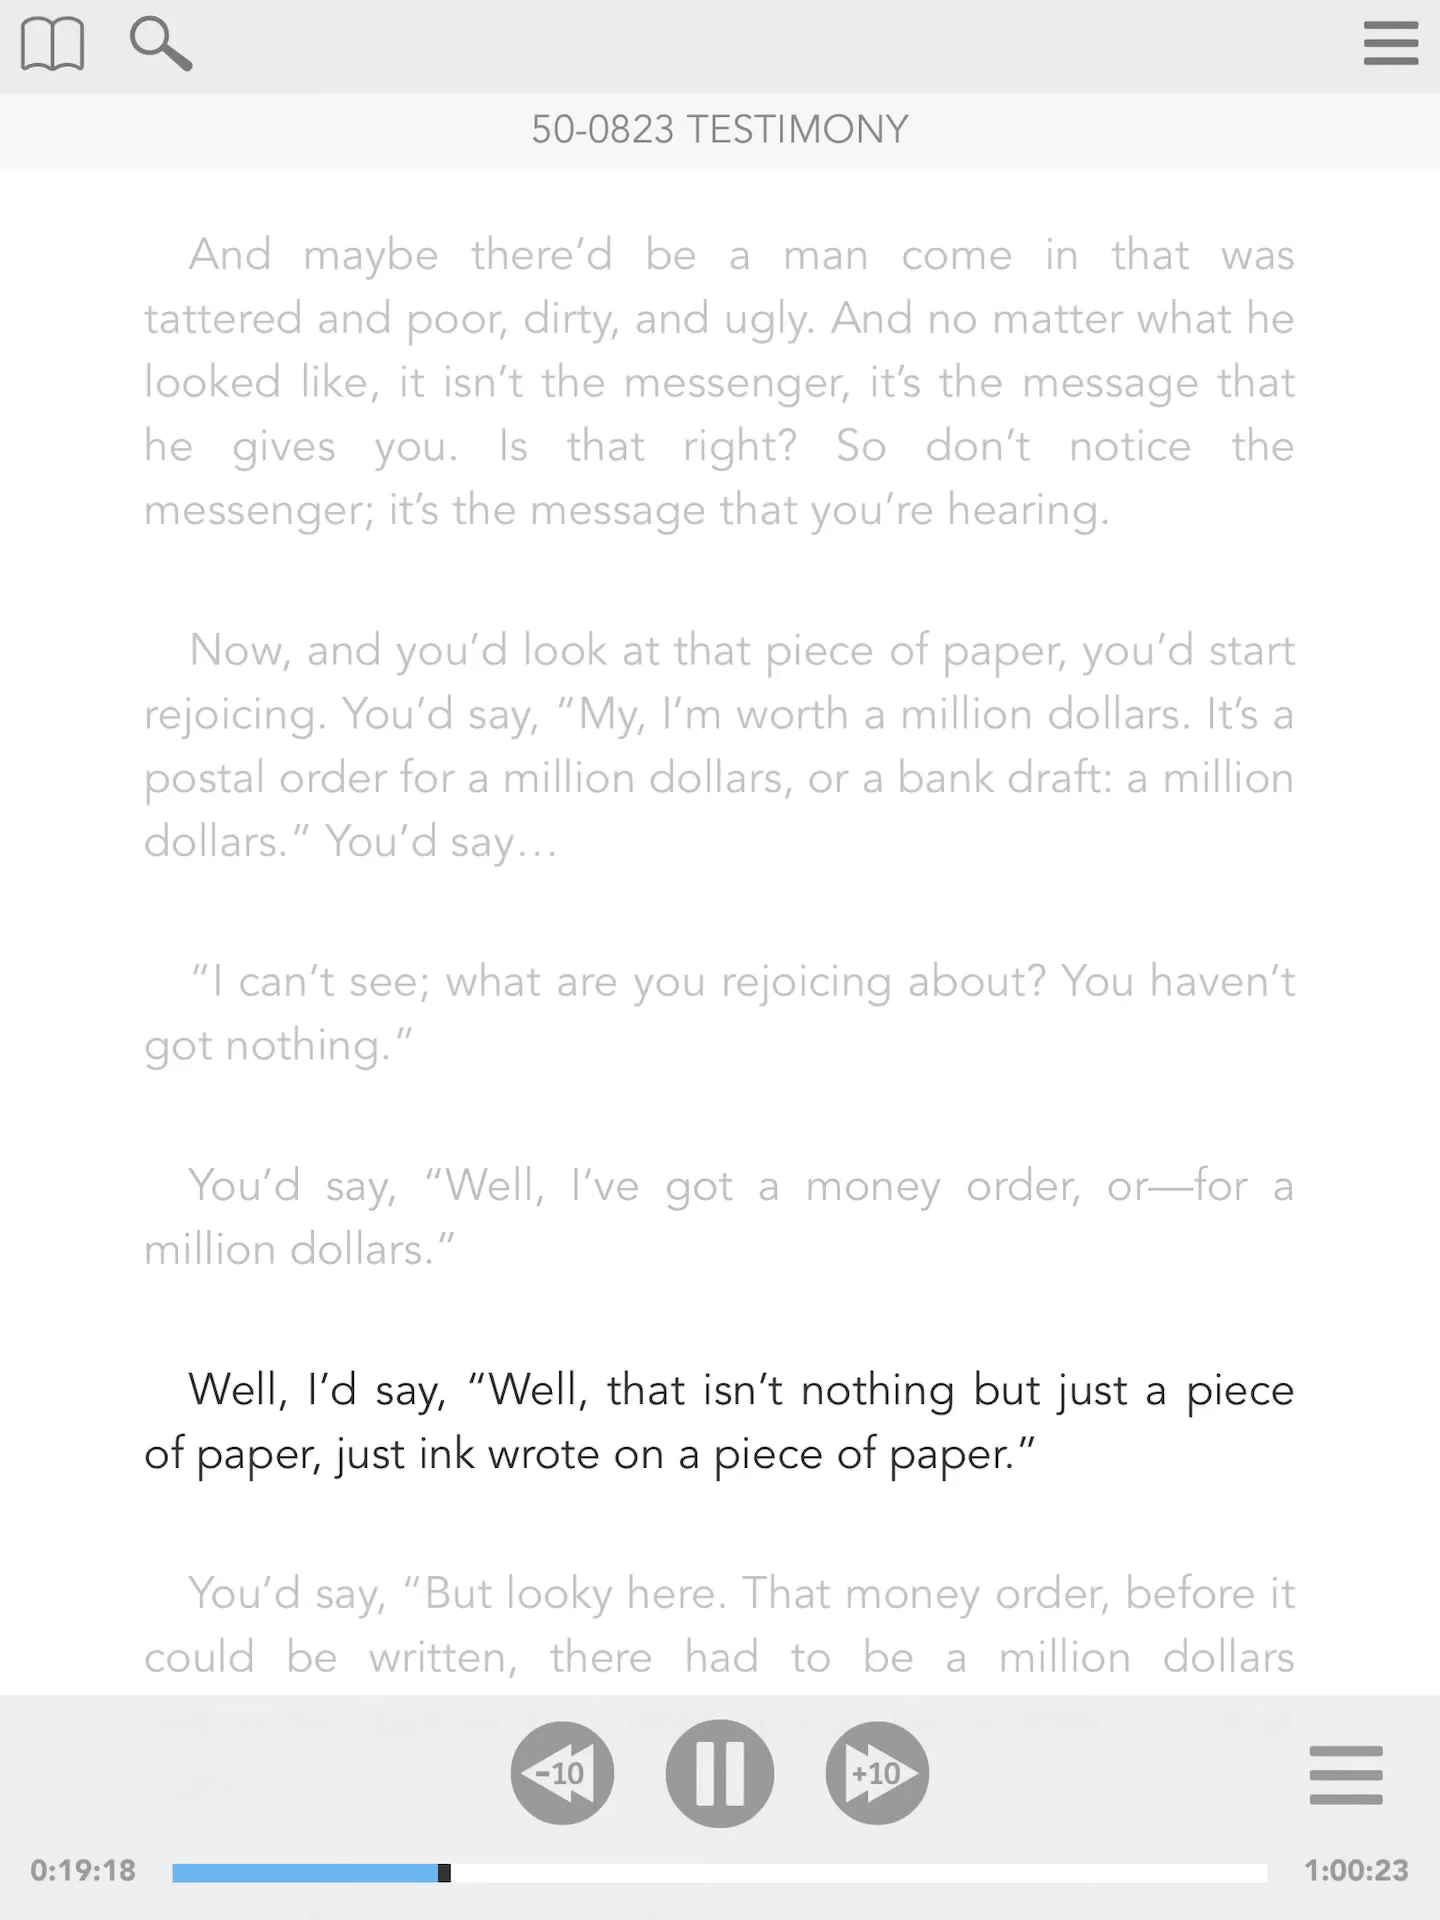 50-0823 TESTIMONY
And maybe there’d be a man come in that was
tattered and poor, dirty, and ugly. And no matter what he
looked like, it isn’t the messenger, it’s the message that
he gives you. Is that right? So don’t notice the
messenger; it’s the message that you’re hearing.
Now, and you’d look at that piece of paper, you’d start
rejoicing. You’d say, “My, I’m worth a million dollars. It’s a
postal order for a million dollars, or a bank draft: a million
dollars.” You’d say…
“I can’t see; what are you rejoicing about? You haven’t
got nothing.”
You’d say, “Well, I’ve got a money order, or—for a
million dollars.”
Well, I’d say, “Well, that isn’t nothing but just a piece
of paper, just ink wrote on a piece of paper.”
You’d say, “But looky here. That money order, before it
could be written, there had to be a million dollars
-10 +10
0:19:18 1:00:23